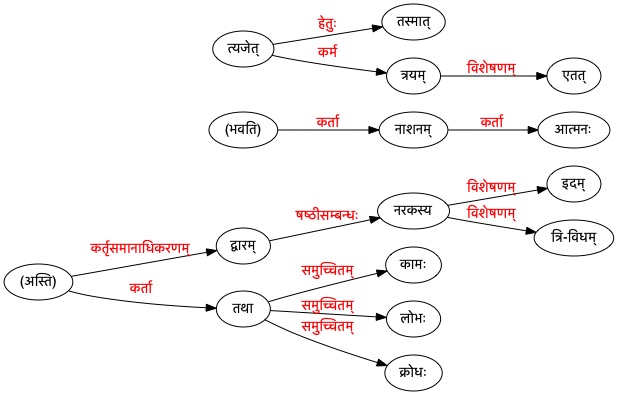 हेतुः
तस्मात्
त्यजेत्
कर्म
त्रयम्
विशेषणम्
एतत्
(भवति)
कर्ता
नाशनम्
कर्ता
आत्मनः
विशेषणम्
इदम्
नरकस्य
षष्ठीसम्बन्धः
विशेषणम्
त्रि-विधम्
द्वारम्
कर्तृसमानाधिकरणम्
(अस्ति)
कर्ता
तथा
समुच्चितम्
कामः
समुच्चितम्
लोभः
समुच्चितम्
क्रोधः